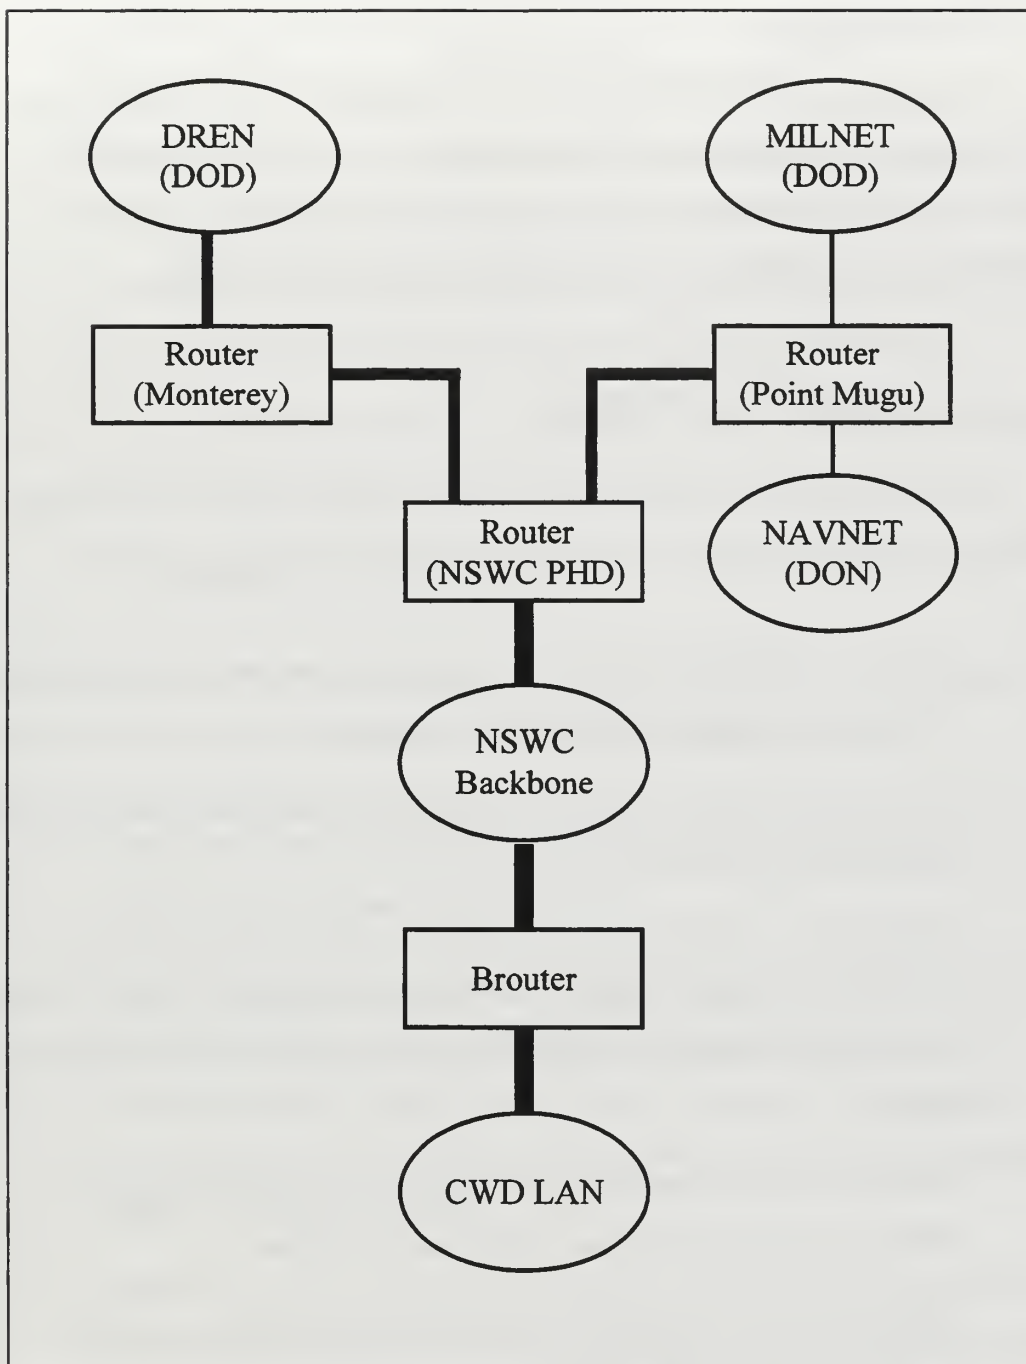 DREN
(DOD)
MILNET
(DOD)
Router
(Monterey)
Router
(Point Mugu)
Router
(NSWC PHD)
NAVNET
(DON)
NSWC
Backbone
Brouter
CWD LAN